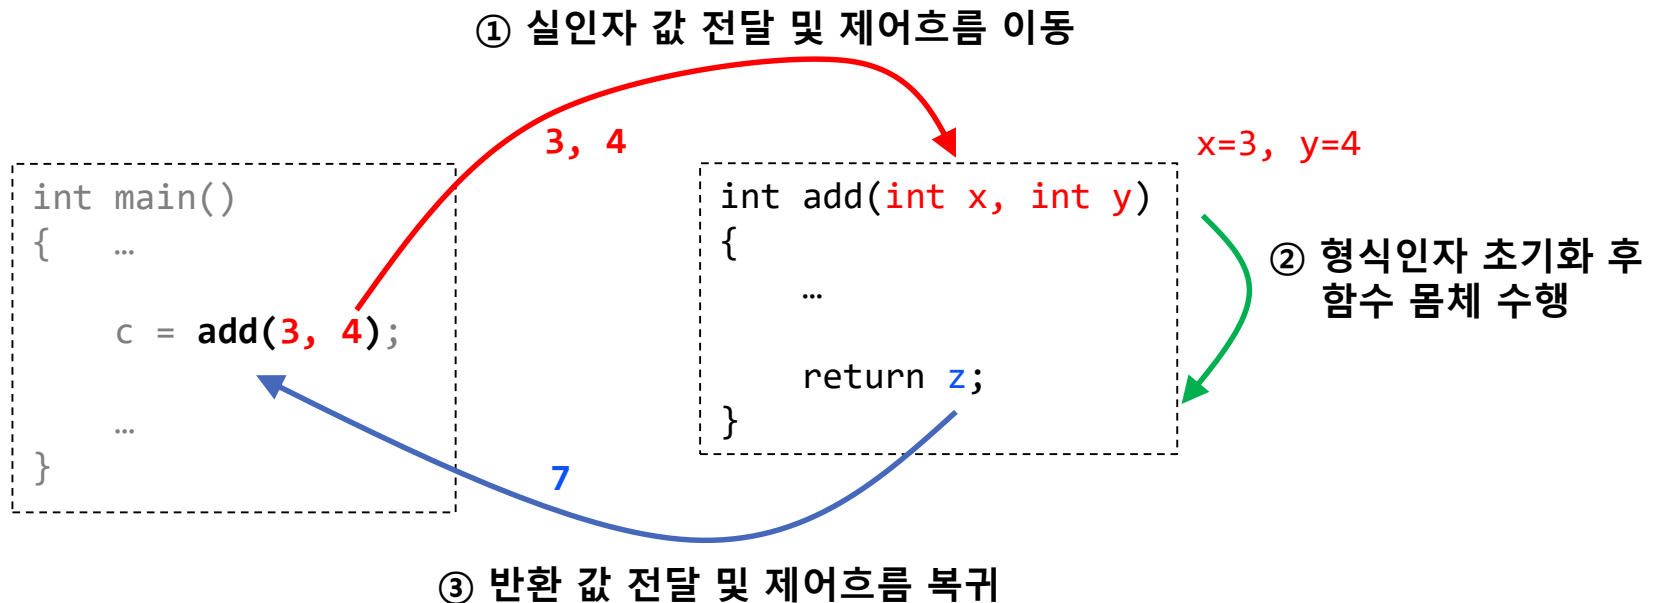 ① 실인자 값 전달 및 제어흐름 이동
3, 4
x=3, y=4
int main()
{ …
c = add(3, 4);
…
}
int add(int x, int y)
{
…
return z;
}
② 형식인자 초기화 후
함수 몸체 수행
7
③ 반환 값 전달 및 제어흐름 복귀